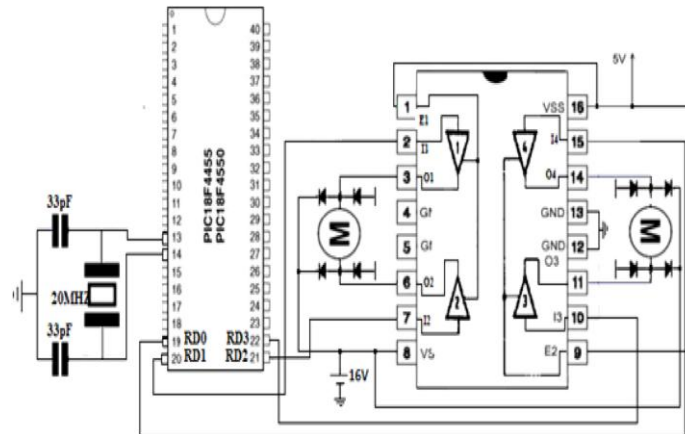 0
1 40
2 39
3 38
4 37
5 36
6 35
7 34
8 33
9 32
10 31
11 30
12 29
13 28
14 27
15 26
16 25
17 24
18 23
19 RD0 RD3 22
20 RD1 RD2 21
PIC18F4455
PIC18F4550
33pF
20MHZ
33pF
5V
1 E1 VSS 16
2 I1 I4 15
1 4
3 O1 O4 14
4 Gf GND 13
5 Gf GND 12
O3
6 O2 11
2 3
7 I2 I3 10
8 VS E2 9
M
M
16V